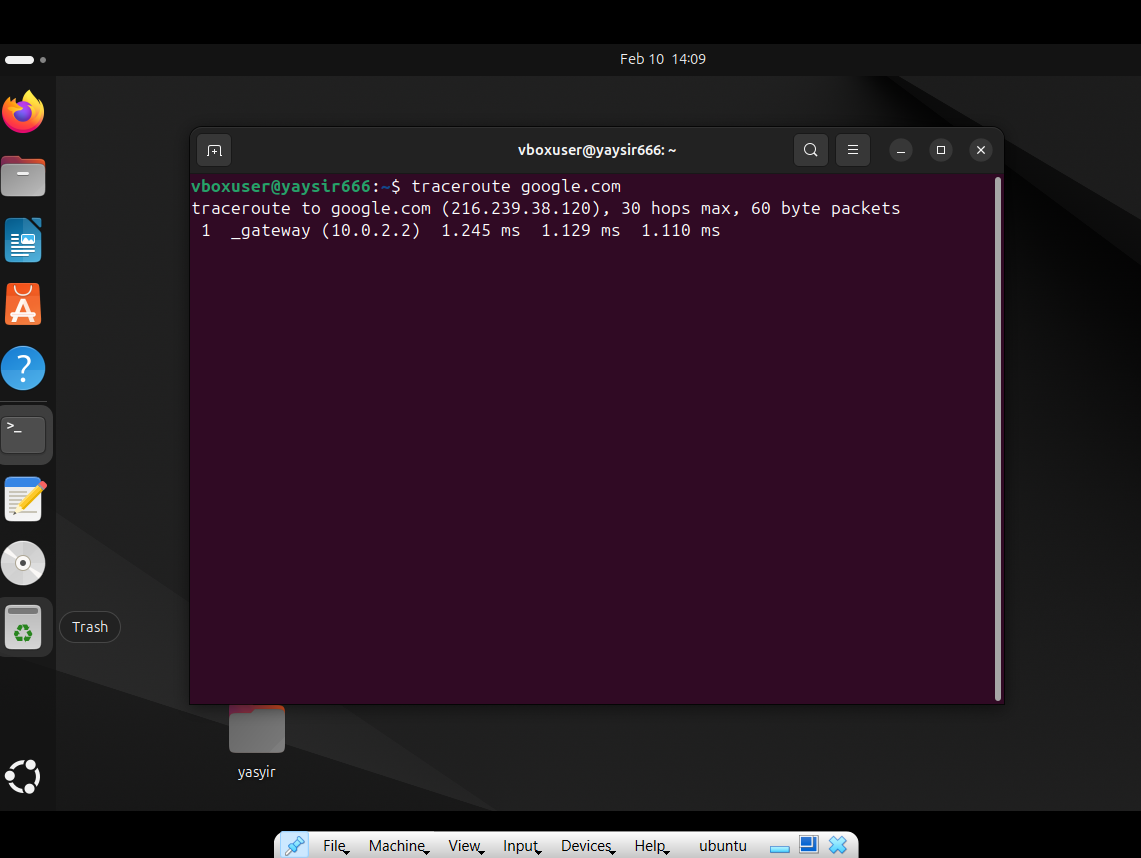 Feb 10 14:09
vboxuser@yaysir666: ~
vboxuser@yaysir666:~$ traceroute google.com
traceroute to google.com (216.239.38.120), 30 hops max, 60 byte packets
 1  _gateway (10.0.2.2)  1.245 ms  1.129 ms  1.110 ms
Trash
yasyir
File Machine View Input Devices Help ubuntu